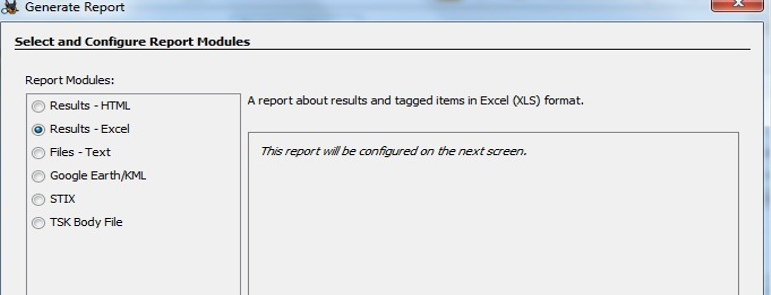 Generate Report
Select and Configure Report Modules
Report Modules:
Results - HTML
A report about results and tagged items in Excel (XLS) format.
Results - Excel
This report will be configured on the next screen.
Files - Text
Google Earth/KML
STIX
TSK Body File